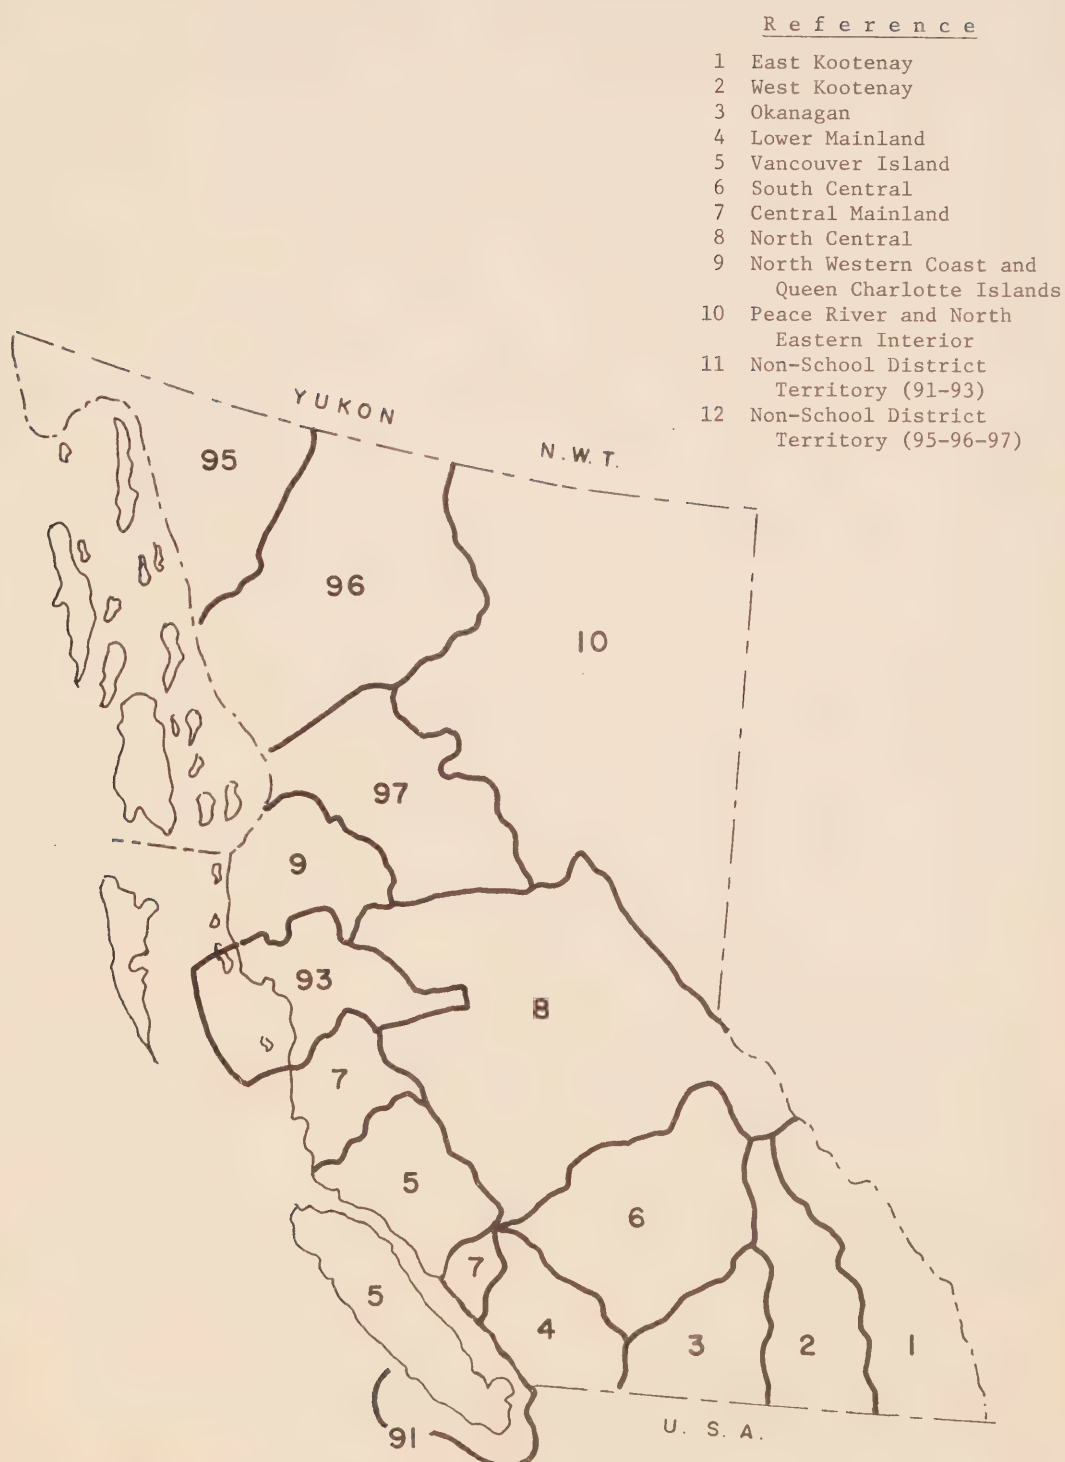 Reference
1 East Kootenay
2 West Kootenay
3 Okanagan
4 Lower Mainland
5 Vancouver Island
6 South Central
7 Central Mainland
8 North Central
9 North Western Coast and
Queen Charlotte Islands
10 Peace River and North
Eastern Interior
11 Non-School District
Territory (91-93)
12 Non-School District
Territory (95-96-97)
YUKON
N.W.T.
95
96
10
97
9
93
8
7
5
6
7
5
4
3
2
1
91
U. S. A.